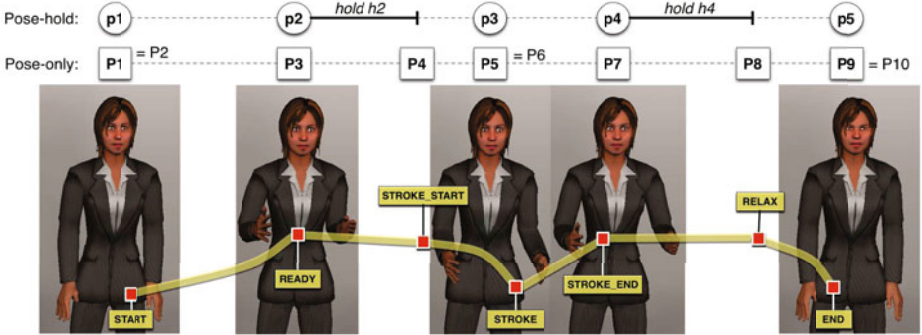 Pose-hold: p1 p2 hold h2 p3 p4 hold h4 p5
Pose-only: P1 = P2 P3 P4 P5 = P6 P7 P8 P9 = P10
STROKE_START
RELAX
READY
STROKE_END
START
STROKE
END